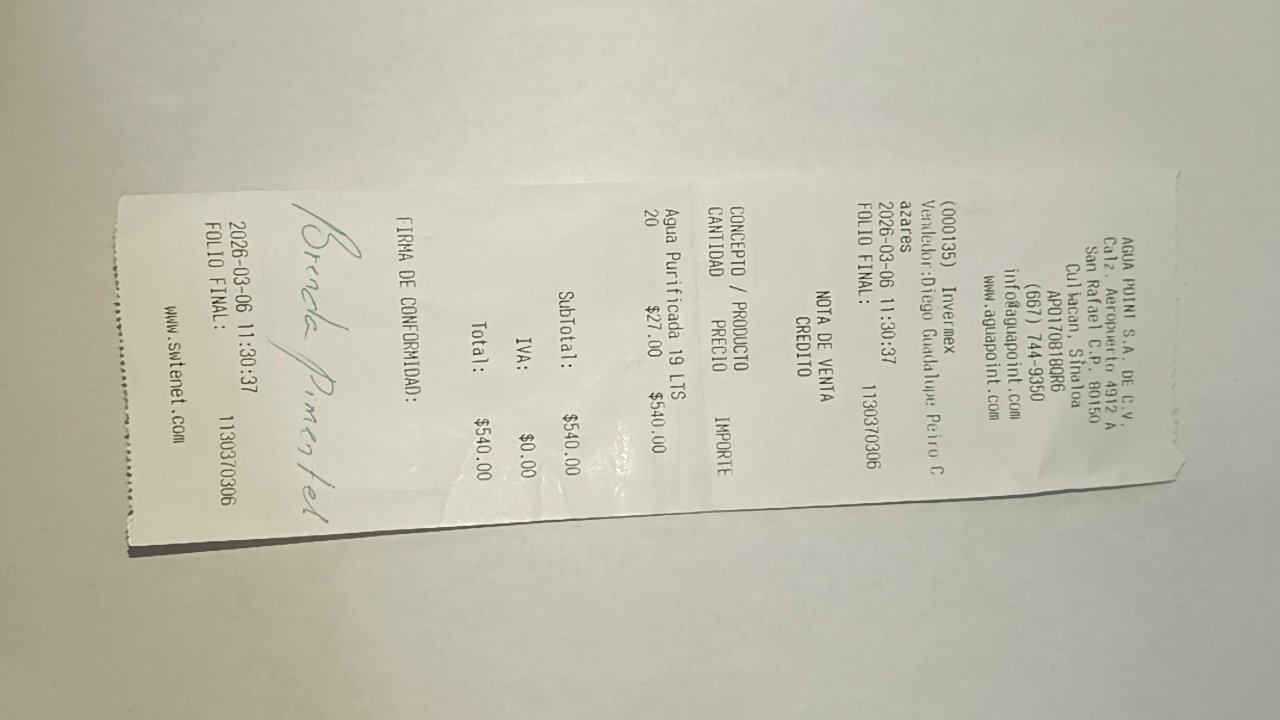 AGUA POINT S.A. DE C.V.
Calz. Aeropuerto 4912 A
San Rafael C.P. 80150
Culiacan, Sinaloa
APO170818QR6
(667) 744-9350
info@aguapoint.com
www.aguapoint.com
(000135) Invermex
Vendedor:Diego Guadalupe Peiro C
azares
2026-03-06 11:30:37
FOLIO FINAL: 1130370306
NOTA DE VENTA
CREDITO
CONCEPTO / PRODUCTO
CANTIDAD PRECIO IMPORTE
Agua Purificada 19 LTS
20 $27.00 $540.00
SubTotal: $540.00
IVA: $0.00
Total: $540.00
FIRMA DE CONFORMIDAD:
Brenda Pimentel
2026-03-06 11:30:37
FOLIO FINAL: 1130370306
www.swtenet.com